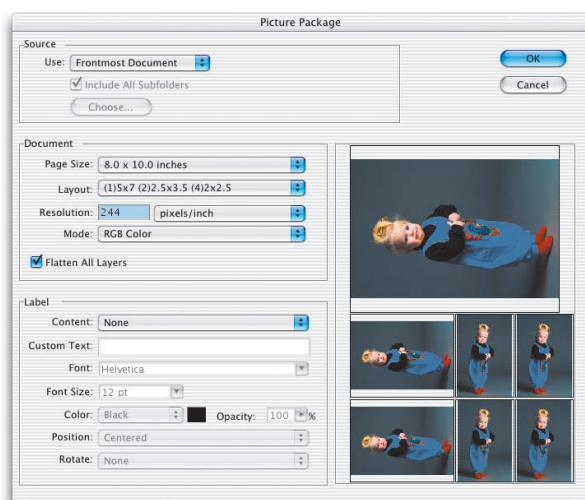 Picture Package
Source
Use: Frontmost Document
Include All Subfolders
Choose...
OK
Cancel
Document
Page Size: 8.0 x 10.0 inches
Layout: (1)5x7 (2)2.5x3.5 (4)2x2.5
Resolution: 244 pixels/inch
Mode: RGB Color
Flatten All Layers
Label
Content: None
Custom Text:
Font: Helvetica
Font Size: 12 pt
Color: Black Opacity: 100 %
Position: Centered
Rotate: None